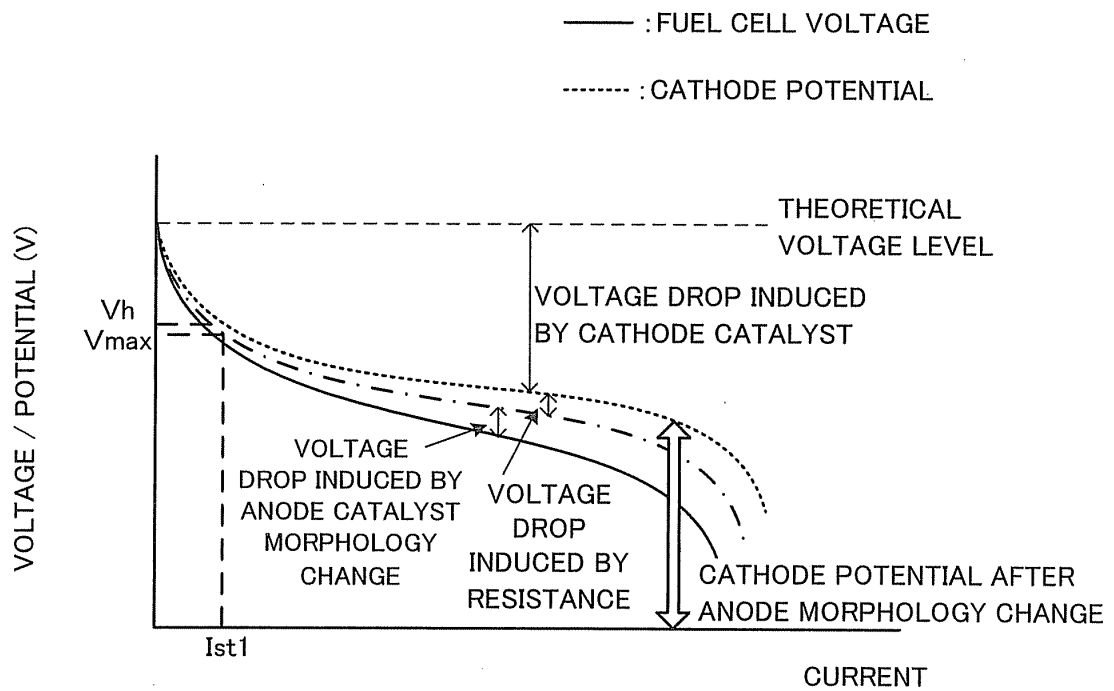 : FUEL CELL VOLTAGE
: CATHODE POTENTIAL
VOLTAGE / POTENTIAL (V)
THEORETICAL
VOLTAGE LEVEL
Vh
Vmax
VOLTAGE DROP INDUCED
BY CATHODE CATALYST
VOLTAGE
DROP INDUCED BY
ANODE CATALYST
MORPHOLOGY
CHANGE
VOLTAGE
DROP
INDUCED BY
RESISTANCE
CATHODE POTENTIAL AFTER
ANODE MORPHOLOGY CHANGE
Ist1
CURRENT